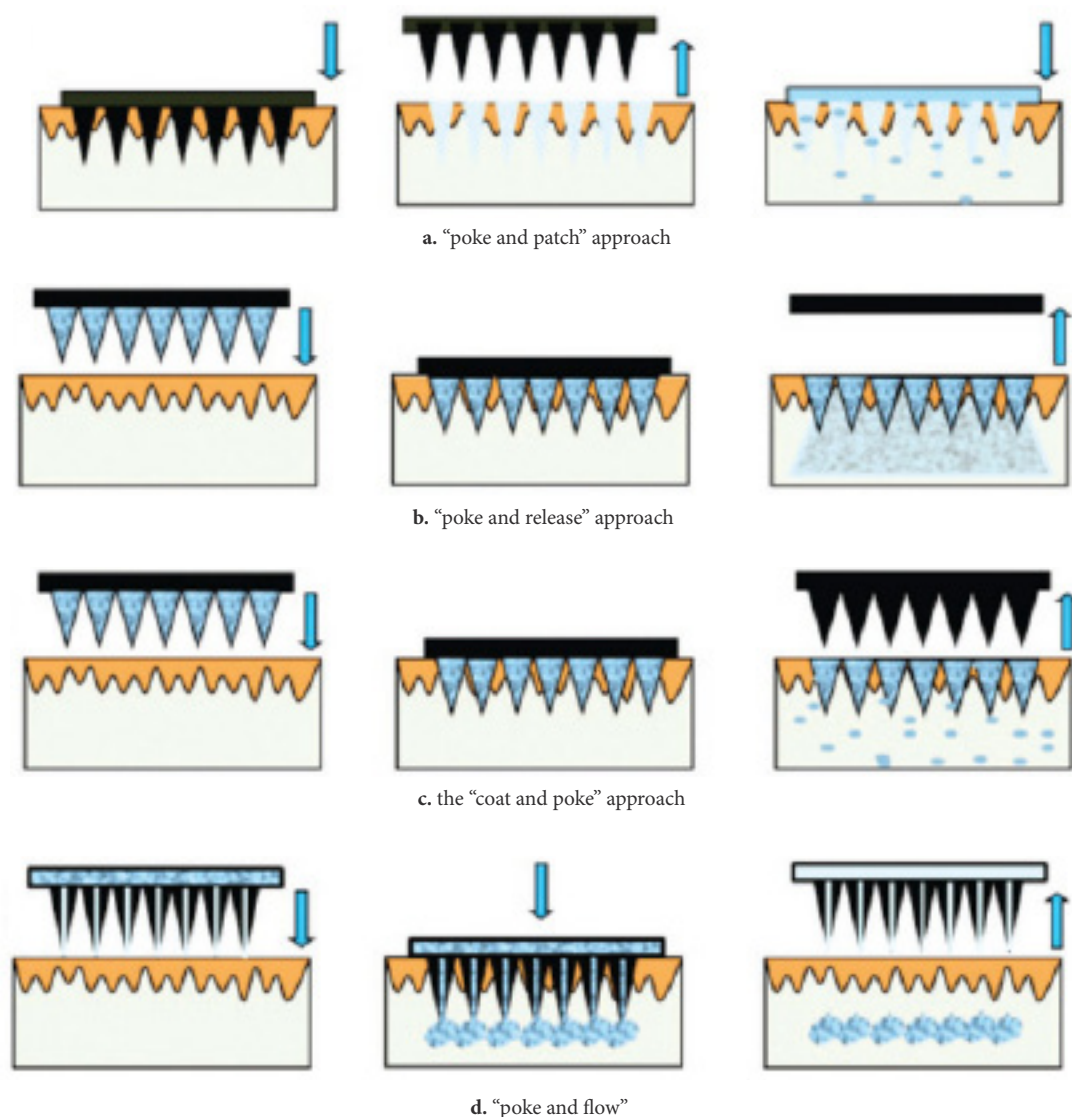 a. “poke and patch” approach
b. “poke and release” approach
c. the “coat and poke” approach
d. “poke and flow”